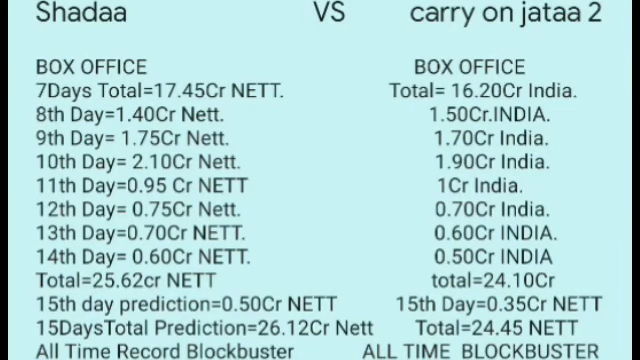 Shadaa VS carry on jataa 2
BOX OFFICE BOX OFFICE
7Days Total=17.45Cr NETT. Total= 16.20Cr India.
8th Day=1.40Cr Nett. 1.50Cr.INDIA.
9th Day= 1.75Cr Nett. 1.70Cr India.
10th Day= 2.10Cr Nett. 1.90Cr India.
11th Day=0.95 Cr NETT 1Cr India.
12th Day= 0.75Cr Nett. 0.70Cr India.
13th Day=0.70Cr NETT. 0.60Cr INDIA.
14th Day= 0.60Cr NETT. 0.50Cr INDIA
Total=25.62cr NETT total=24.10Cr
15th day prediction=0.50Cr NETT 15th Day=0.35Cr NETT
15DaysTotal Prediction=26.12Cr Nett Total=24.45 NETT
All Time Record Blockbuster ALL TIME BLOCKBUSTER